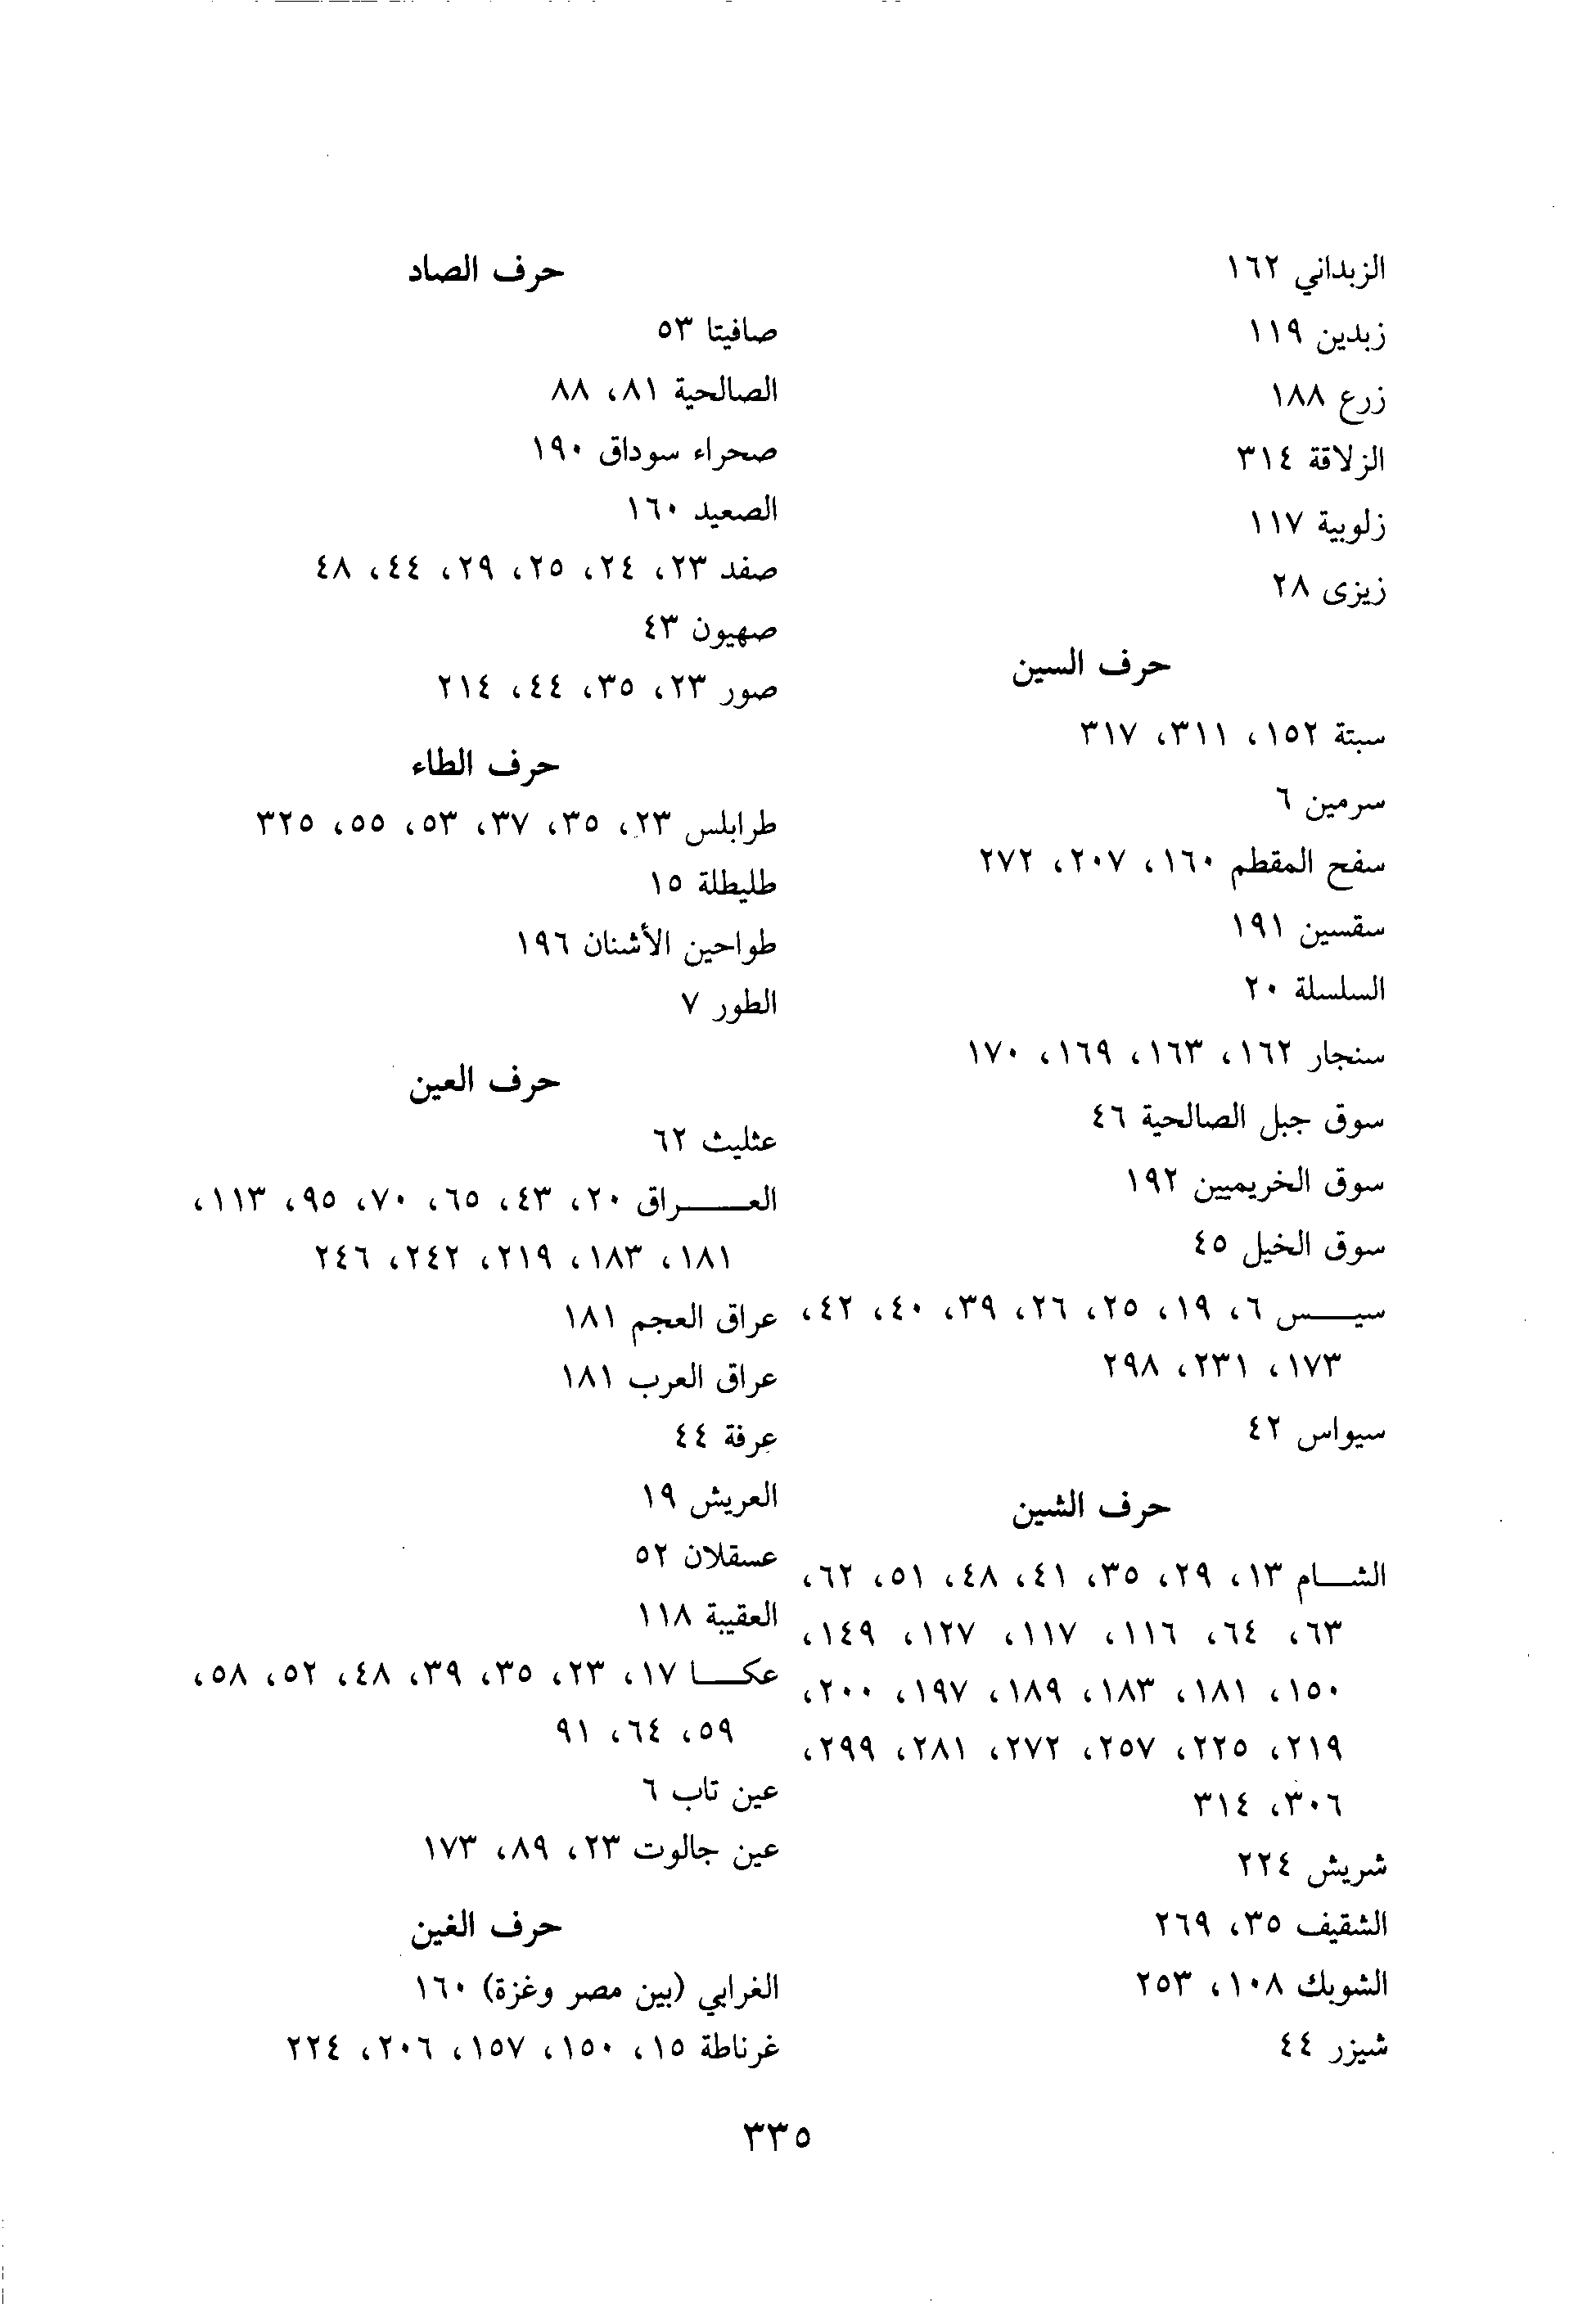 الزبداني ١٦٢
زبدين ١١٩
زرع ١٨٨
الزلاقة ٣١٤
زلوبية ١١٧
زيزى ٢٨
حرف السين
سبتة ١٥٢، ٣١١، ٣١٧
سرمين ٦
سفح المقطم ١٦٠، ٢٠٧، ٢٧٢
سقسين ١٩١
السلسلة ٢٠
سنجار ١٦٢، ١٦٣، ١٦٩، ١٧٠
سوق جبل الصالحية ٤٦
سوق الخريميين ١٩٢
سوق الخيل ٤٥
سيـــس ٦، ١٩، ٢٥، ٢٦، ٣٩، ٤٠، ٤٢،
١٧٣، ٢٣١، ٢٩٨
سيواس ٤٢
حرف الشين
الشـــام ١٣، ٢٩، ٣٥، ٤١، ٤٨، ٥١، ٦٢،
٦٣، ٦٤، ١١٦، ١١٧، ١٢٧، ١٤٩،
١٥٠، ١٨١، ١٨٣، ١٨٩، ١٩٧، ٢٠٠،
٢١٩، ٢٢٥، ٢٥٧، ٢٧٢، ٢٨١، ٢٩٩،
٣٠٦، ٣١٤
شريش ٢٢٤
الشقيف ٣٥، ٢٦٩
الشوبك ١٠٨، ٢٥٣
شيزر ٤٤
حرف الصاد
صافيتا ٥٣
الصالحية ٨١، ٨٨
صحراء سوداق ١٩٠
الصعيد ١٦٠
صفد ٢٣، ٢٤، ٢٥، ٢٩، ٤٤، ٤٨
صهيون ٤٣
صور ٢٣، ٣٥، ٤٤، ٢١٤
حرف الطاء
طرابلس ٢٣، ٣٥، ٣٧، ٥٣، ٥٥، ٣٢٥
طليطلة ١٥
طواحين الأشنان ١٩٦
الطور ٧
حرف العين
عثليث ٦٢
العـــــراق ٢٠، ٤٣، ٦٥، ٧٠، ٩٥، ١١٣،
١٨١، ١٨٣، ٢١٩، ٢٤٢، ٢٤٦
عراق العجم ١٨١
عراق العرب ١٨١
عرفة ٤٤
العريش ١٩
عسقلان ٥٢
العقيبة ١١٨
عكـــا ١٧، ٢٣، ٣٥، ٣٩، ٤٨، ٥٢، ٥٨،
٥٩، ٦٤، ٩١
عين تاب ٦
عين جالوت ٢٣، ٨٩، ١٧٣
حرف الغين
الغرابي (بين مصر وغزة) ١٦٠
غرناطة ١٥، ١٥٠، ١٥٧، ٢٠٦، ٢٢٤
٣٣٥